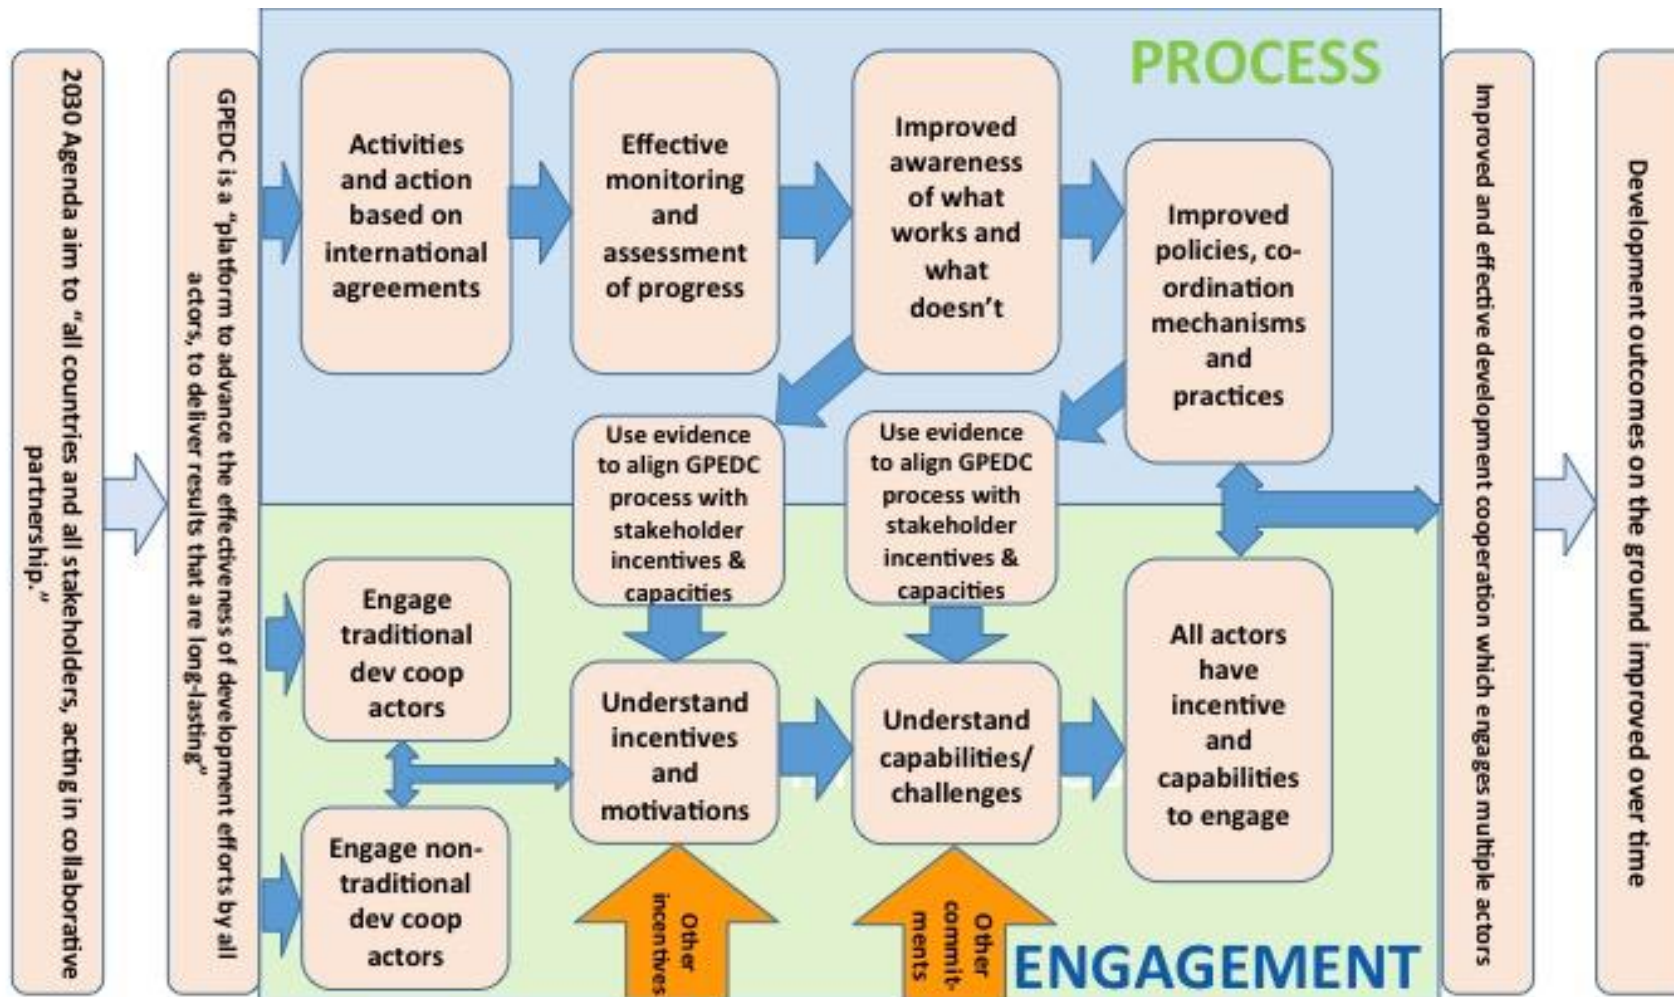 2030 Agenda aim to “all countries and all stakeholders, acting in collaborative
partnership.”
GPEDC is a “platform to advance the effectiveness of development efforts by all
actors, to deliver results that are long-lasting”
PROCESS
Activities
and action
based on
international
agreements
Effective
monitoring
and
assessment
of progress
Improved
awareness
of what
works and
what
doesn’t
Improved
policies, co-
ordination
mechanisms
and
practices
Use evidence
to align GPEDC
process with
stakeholder
incentives &
capacities
Use evidence
to align GPEDC
process with
stakeholder
incentives &
capacities
Engage
traditional
dev coop
actors
Engage non-
traditional
dev coop
actors
Understand
incentives
and
motivations
Understand
capabilities/
challenges
All actors
have
incentive
and
capabilities
to engage
Other
incentives
Other
commit-
ments
ENGAGEMENT
Improved and effective development cooperation which engages multiple actors
Development outcomes on the ground improved over time